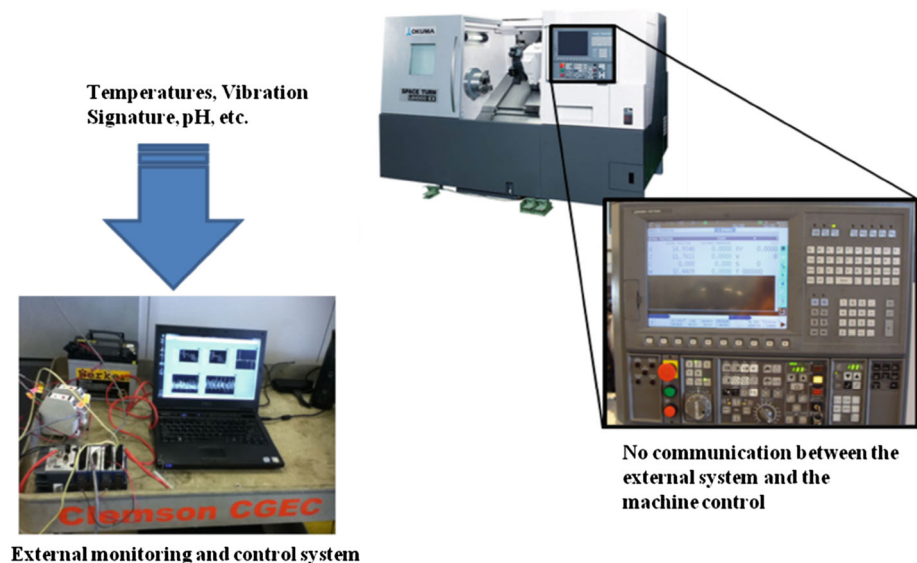 OKUMA
SPACE TURN
Temperatures, Vibration
Signature, pH, etc.
Clemson CGEC
No communication between the
external system and the
machine control
External monitoring and control system